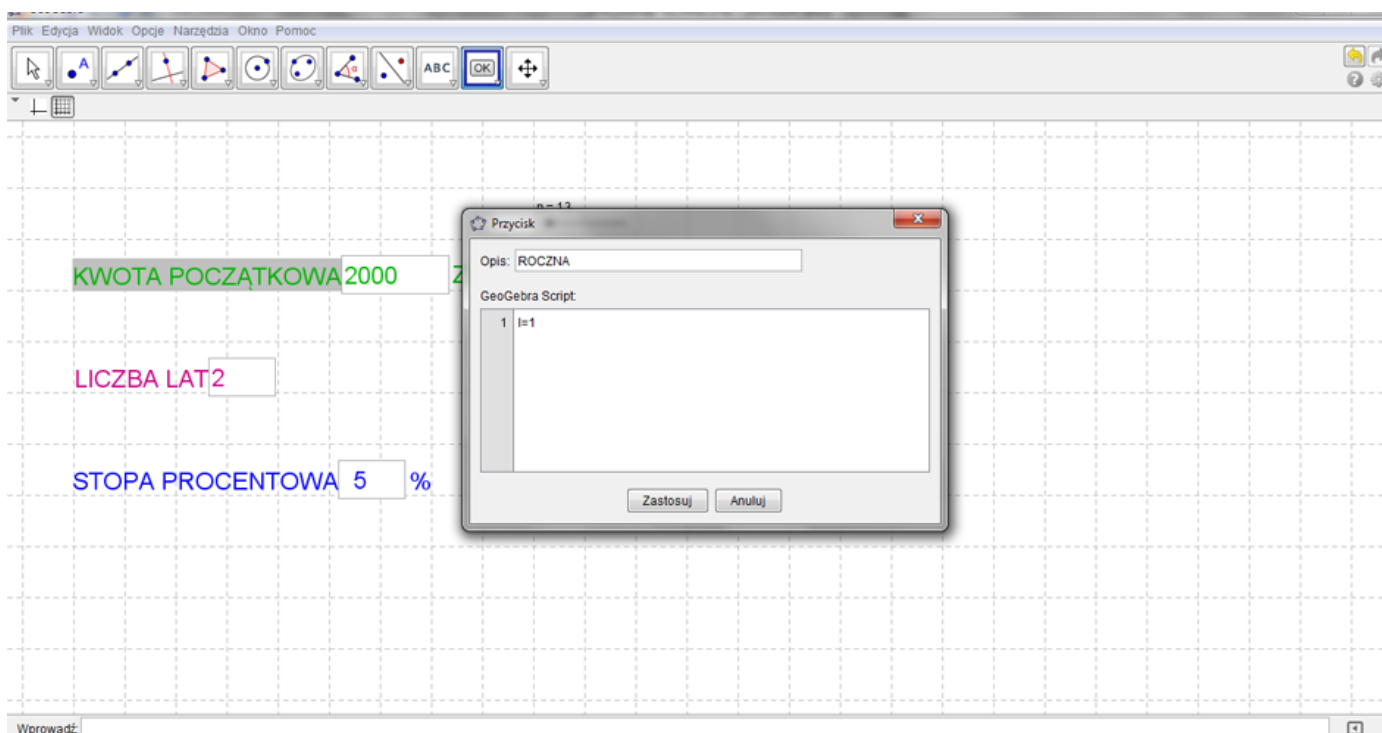 Plik Edycja Widok Opcje Narzędzia Okno Pomoc
A
α
ABC
OK
Przycisk
Opis: ROCZNA
KWOTA POCZĄTKOWA 2000
GeoGebra Script:
1 l=1
LICZBA LAT 2
STOPA PROCENTOWA 5 %
Zastosuj Anuluj
Wprowadź: